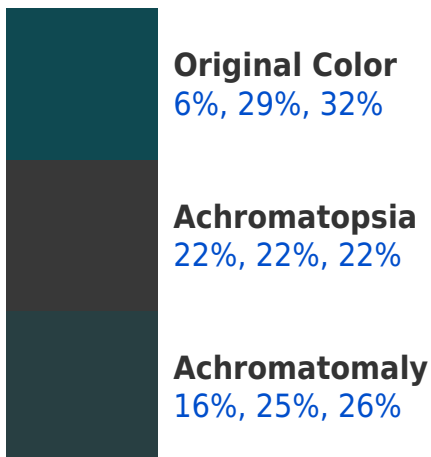 Original Color
6%, 29%, 32%
Achromatopsia
22%, 22%, 22%
Achromatomaly
16%, 25%, 26%